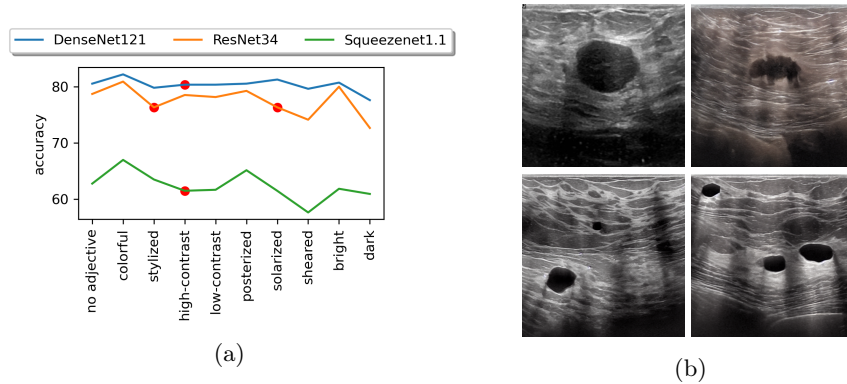 DenseNet121 ResNet34 Squeezenet1.1
80
70
60
accuracy
no adjective
colorful
stylized
high-contrast
low-contrast
posterized
solarized
sheared
bright
dark
(a)
(b)